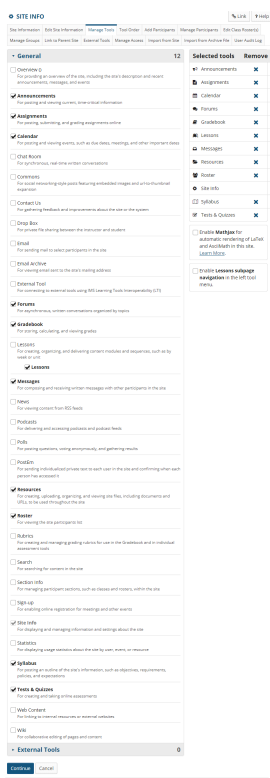 SITE INFO
Link
? Help
Site Information Edit Site Information Manage Tools Tool Order Add Participants Manage Participants Edit Class Roster(s)
Manage Groups Link to Parent Site External Tools Manage Access Import from Site Import from Archive File User Audit Log
General 12
Overview
For providing an overview of the site, including the site's description and recent
announcements, messages, and events
Announcements
For posting and viewing current, time-critical information
Assignments
For posting, submitting, and grading assignments online
Calendar
For posting and viewing events, such as due dates, meetings, and other important dates
Chat Room
For synchronous, real-time written conversations
Commons
For social networking-style posts featuring embedded images and url-to-thumbnail
expansion
Contact Us
For gathering feedback and improvements about the site or the system
Drop Box
For private file sharing between the instructor and student
Email
For sending mail to select participants in the site
Email Archive
For viewing email sent to the site's mailing address
External Tool
For connecting to external tools using IMS Learning Tools Interoperability (LTI)
Forums
For asynchronous, written conversations organized by topics
Gradebook
For storing, calculating, and viewing grades
Lessons
For creating, organizing, and delivering content modules and sequences, such as by
week or unit
Lessons
Messages
For composing and receiving written messages with other participants in the site
News
For viewing content from RSS feeds
Podcasts
For delivering and accessing podcasts and podcast feeds
Polls
For posting questions, voting anonymously, and gathering results
PostEm
For sending individualised private text to each user in the site and confirming when each
person has accessed it
Resources
For creating, uploading, organizing, and viewing site files, including documents and
URLs, to be used throughout the site
Roster
For viewing the site participants list
Rubrics
For creating and managing grading rubrics for use in the Gradebook and in individual
assessment tools
Search
For searching for content in the site
Section Info
For managing participant sections, such as classes and rosters, within the site
Sign-up
For enabling online registration for meetings and other events
Site Info
For displaying and managing information and settings about the site
Statistics
For displaying usage statistics about the site by user, event, or resource
Syllabus
For posting an outline of the site's information, such as objectives, requirements,
policies, and expectations
Tests & Quizzes
For creating and taking online assessments
Web Content
For linking to internal resources or external websites
Wiki
For collaborative editing of pages and content
External Tools 0
Continue Cancel
Selected tools Remove
Announcements
Assignments
Calendar
Forums
Gradebook
Lessons
Messages
Resources
Roster
Site Info
Syllabus
Tests & Quizzes
Enable Mathjax for
automatic rendering of LaTeX
and AsciiMath in this site.
Learn More.
Enable Lessons subpage
navigation in the left tool
menu.